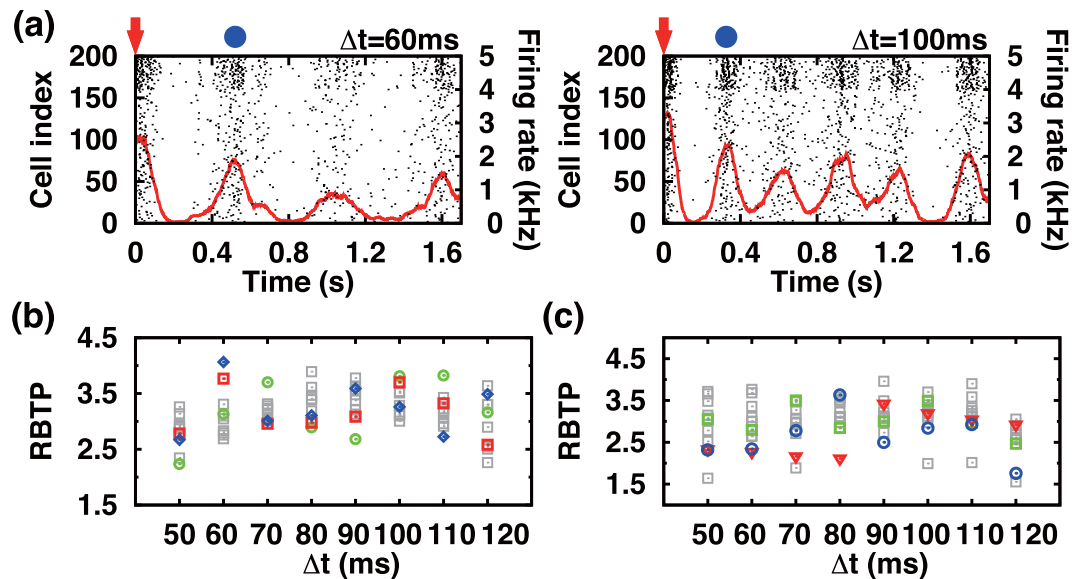 (a)
Δt=60ms
Δt=100ms
Cell index
200
150
100
50
0
0 0.4 0.8 1.2 1.6
Time (s)
5
4
3
2
1
0
Firing rate (kHz)
Cell index
200
150
100
50
0
0 0.4 0.8 1.2 1.6
Time (s)
5
4
3
2
1
0
Firing rate (kHz)
(b)
RBTP
4.5
3.5
2.5
1.5
50 60 70 80 90 100 110 120
Δt (ms)
(c)
RBTP
4.5
3.5
2.5
1.5
50 60 70 80 90 100 110 120
Δt (ms)